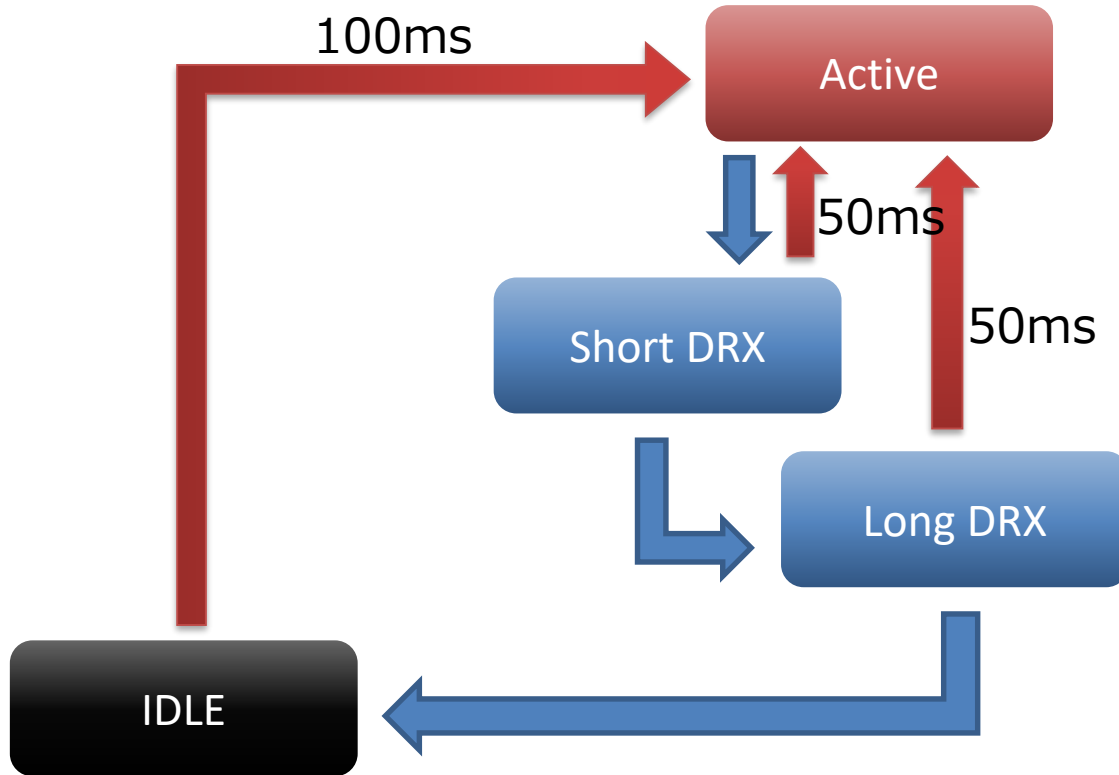 100ms
Active
50ms
Short DRX
50ms
Long DRX
IDLE